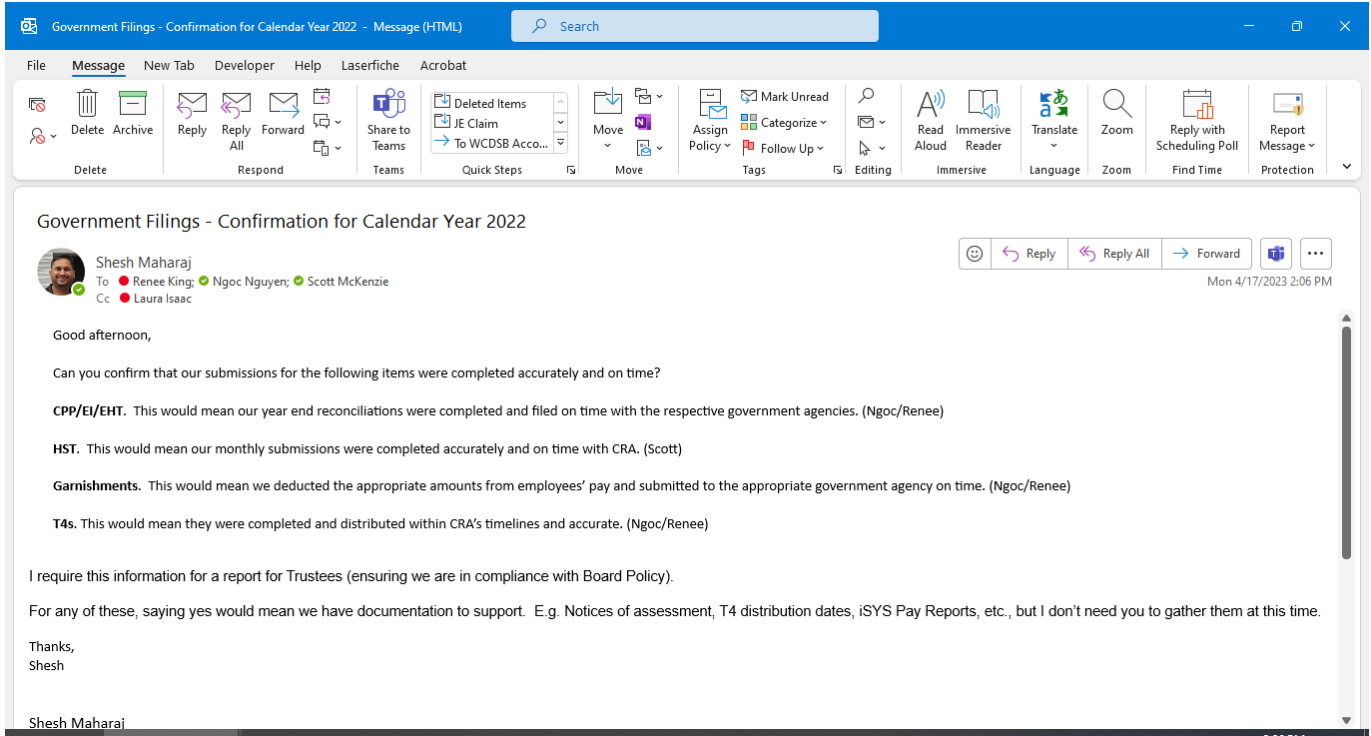 Government Filings - Confirmation for Calendar Year 2022 - Message (HTML)
Search
File Message New Tab Developer Help Laserfiche Acrobat
Delete Archive Reply Reply All Forward Share to Teams
Deleted Items
JE Claim
To WCDSB Acco...
Move Assign Policy Mark Unread
Categorize
Follow Up
Read Aloud Immersive Reader Translate Zoom Reply with Scheduling Poll Report Message
Delete Respond Teams Quick Steps Move Tags Editing Immersive Language Zoom Find Time Protection
Government Filings - Confirmation for Calendar Year 2022
Shesh Maharaj
To Renee King; Ngoc Nguyen; Scott McKenzie
Cc Laura Isaac
Reply Reply All Forward
Mon 4/17/2023 2:06 PM
Good afternoon,
Can you confirm that our submissions for the following items were completed accurately and on time?
CPP/EI/EHT. This would mean our year end reconciliations were completed and filed on time with the respective government agencies. (Ngoc/Renee)
HST. This would mean our monthly submissions were completed accurately and on time with CRA. (Scott)
Garnishments. This would mean we deducted the appropriate amounts from employees' pay and submitted to the appropriate government agency on time. (Ngoc/Renee)
T4s. This would mean they were completed and distributed within CRA's timelines and accurate. (Ngoc/Renee)
I require this information for a report for Trustees (ensuring we are in compliance with Board Policy).
For any of these, saying yes would mean we have documentation to support. E.g. Notices of assessment, T4 distribution dates, iSYS Pay Reports, etc., but I don't need you to gather them at this time.
Thanks,
Shesh
Shesh Maharaj